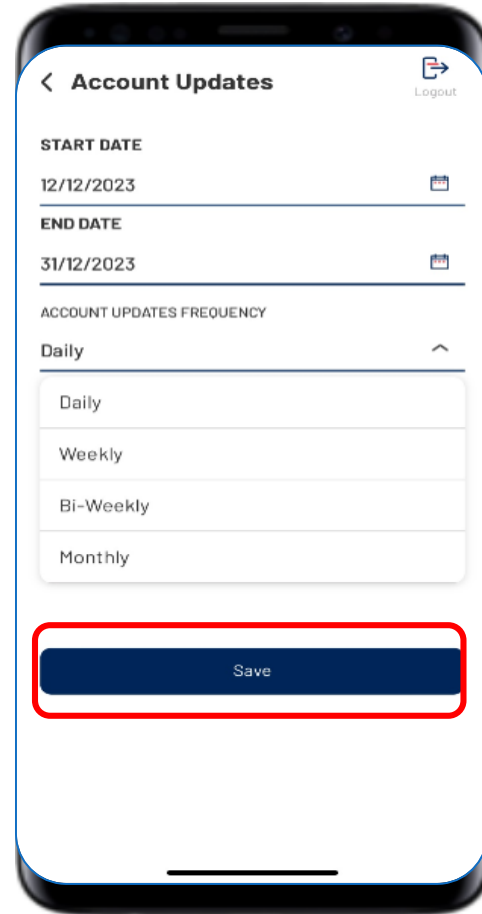 Account Updates
Logout
START DATE
12/12/2023
END DATE
31/12/2023
ACCOUNT UPDATES FREQUENCY
Daily
Daily
Weekly
Bi-Weekly
Monthly
Save